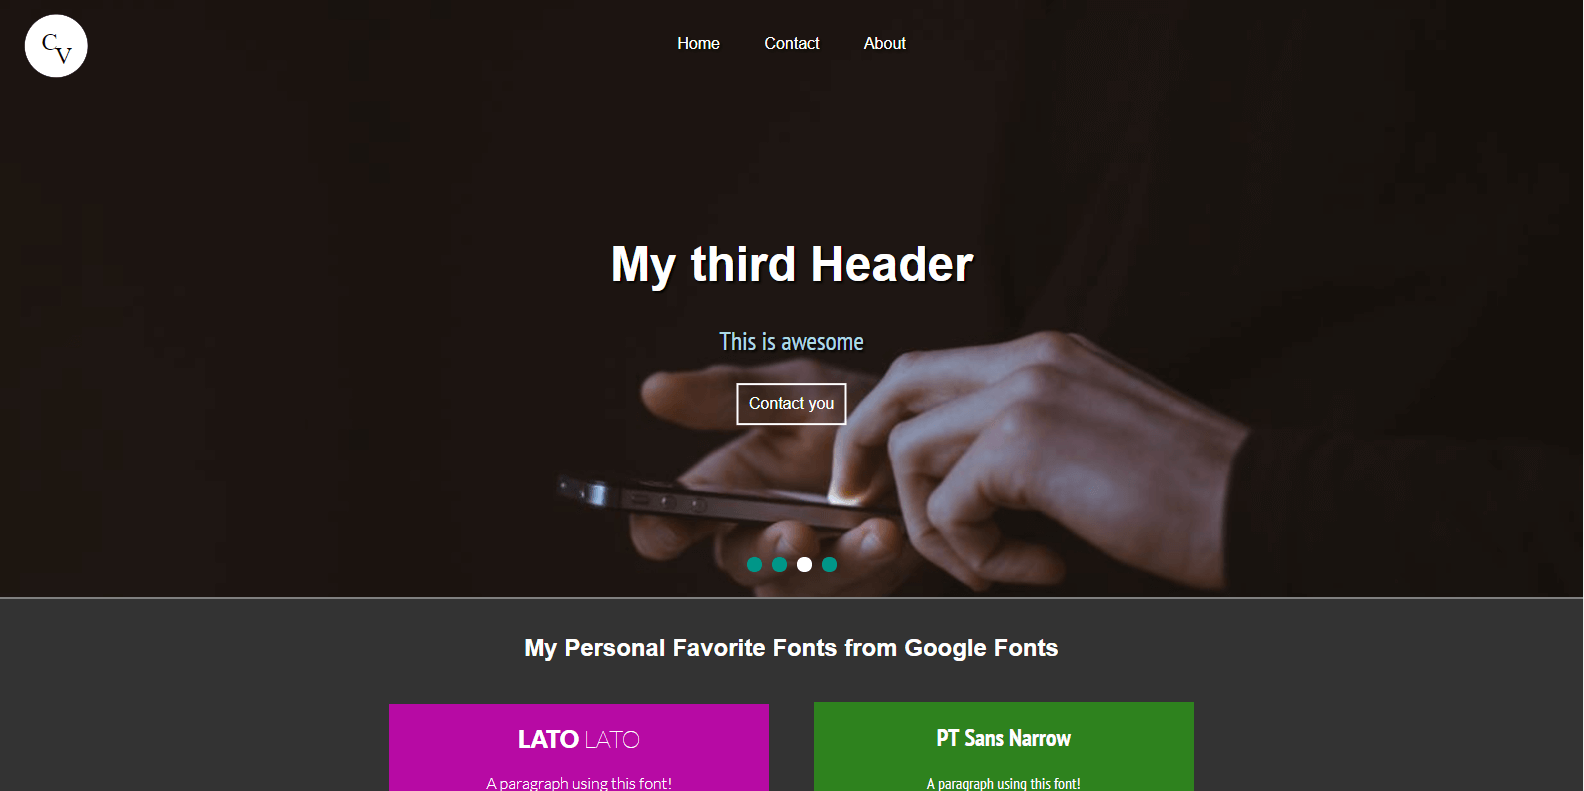 CV
Home Contact About
My third Header
This is awesome
Contact you
My Personal Favorite Fonts from Google Fonts
LATO LATO
A paragraph using this font!
PT Sans Narrow
A paragraph using this font!